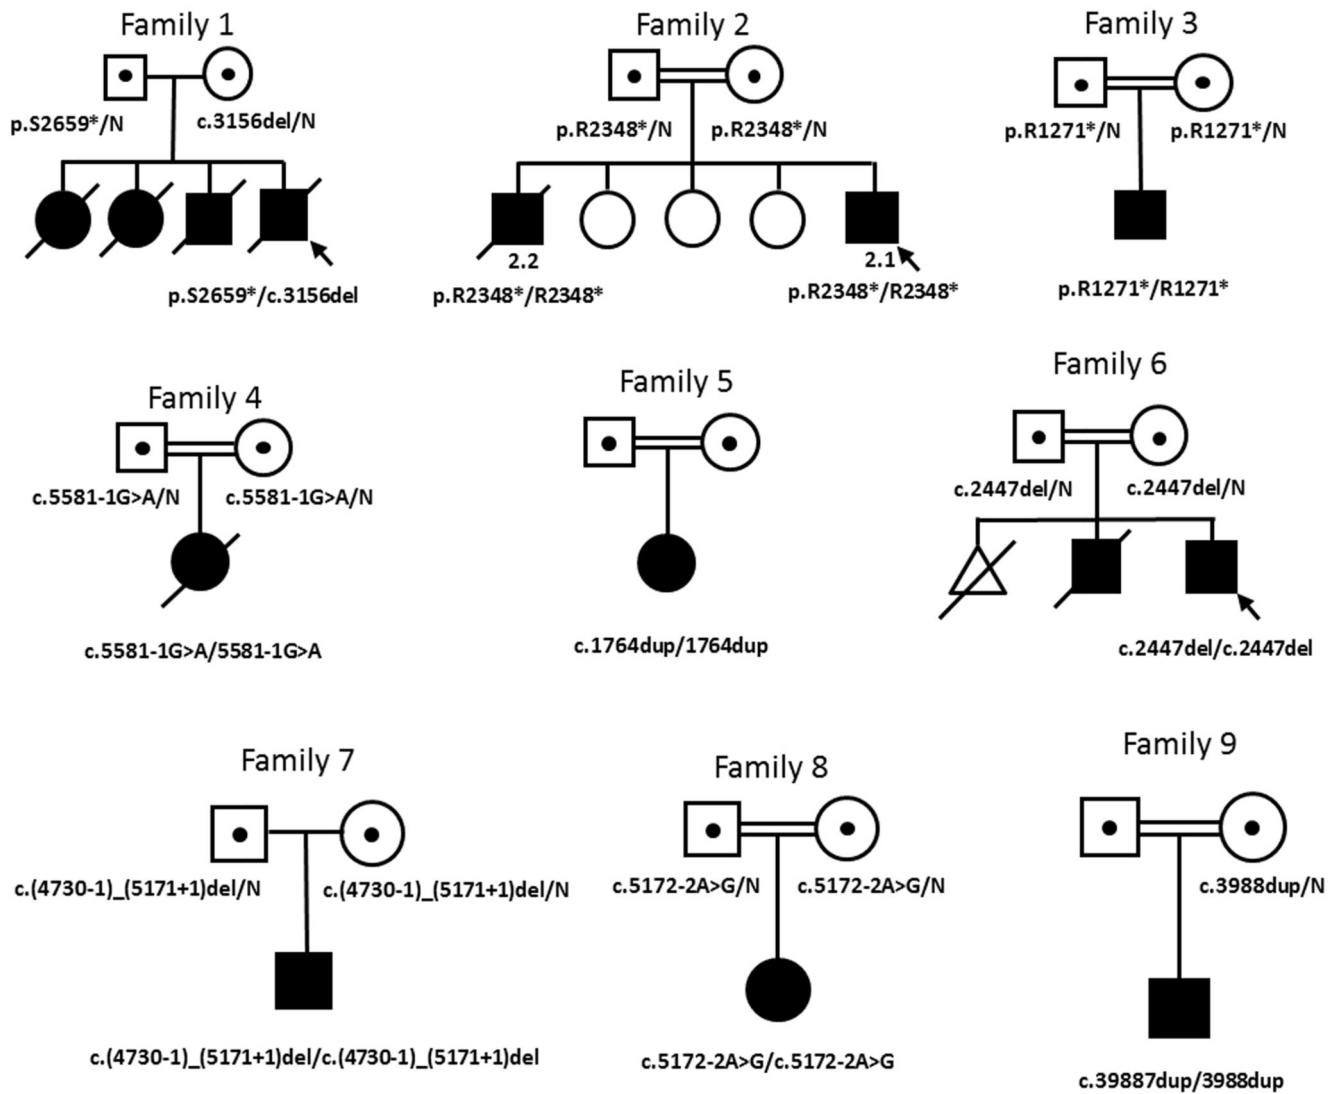 Family 1
Family 2
Family 3
p.S2659*/N
c.3156del/N
p.R2348*/N
p.R2348*/N
p.R1271*/N
p.R1271*/N
2.2
2.1
p.S2659*/c.3156del
p.R2348*/R2348*
p.R2348*/R2348*
p.R1271*/R1271*
Family 4
Family 5
Family 6
c.5581-1G>A/N
c.5581-1G>A/N
c.2447del/N
c.2447del/N
c.5581-1G>A/5581-1G>A
c.1764dup/1764dup
c.2447del/c.2447del
Family 7
Family 8
Family 9
c.(4730-1)_(5171+1)del/N
c.(4730-1)_(5171+1)del/N
c.5172-2A>G/N
c.5172-2A>G/N
c.3988dup/N
c.(4730-1)_(5171+1)del/c.(4730-1)_(5171+1)del
c.5172-2A>G/c.5172-2A>G
c.39887dup/3988dup